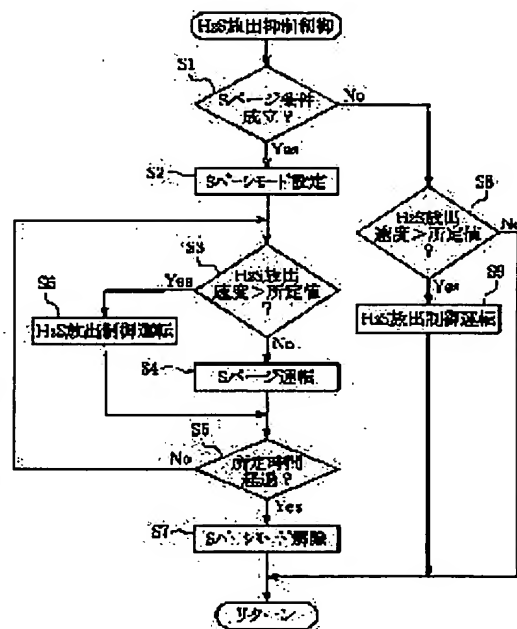 H₂S放出抑制制御
S1
Sパージ条件
成立?
No
Yes
S2
Sパージモード設定
S3
H₂S放出
速度>所定値
?
Yes
No
S6
H₂S放出制御運転
S4
Sパージ運転
S5
所定時間
経過?
No
Yes
S7
Sパージモード解除
S8
H₂S放出
速度>所定値
?
No
Yes
S9
H₂S放出制御運転
リターン